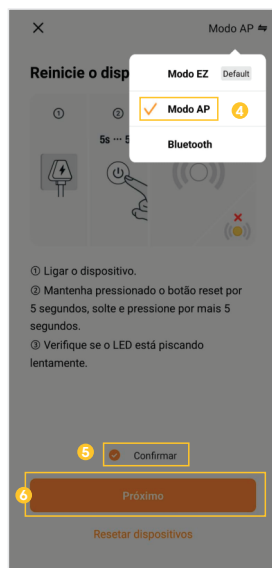 Modo AP
Reinicie o disp
Modo EZ Default
Modo AP 4
Bluetooth
① ②
5s ··· 5
① Ligar o dispositivo.
② Mantenha pressionado o botão reset por
5 segundos, solte e pressione por mais 5
segundos.
③ Verifique se o LED está piscando
lentamente.
5 Confirmar
6 Próximo
Resetar dispositivos